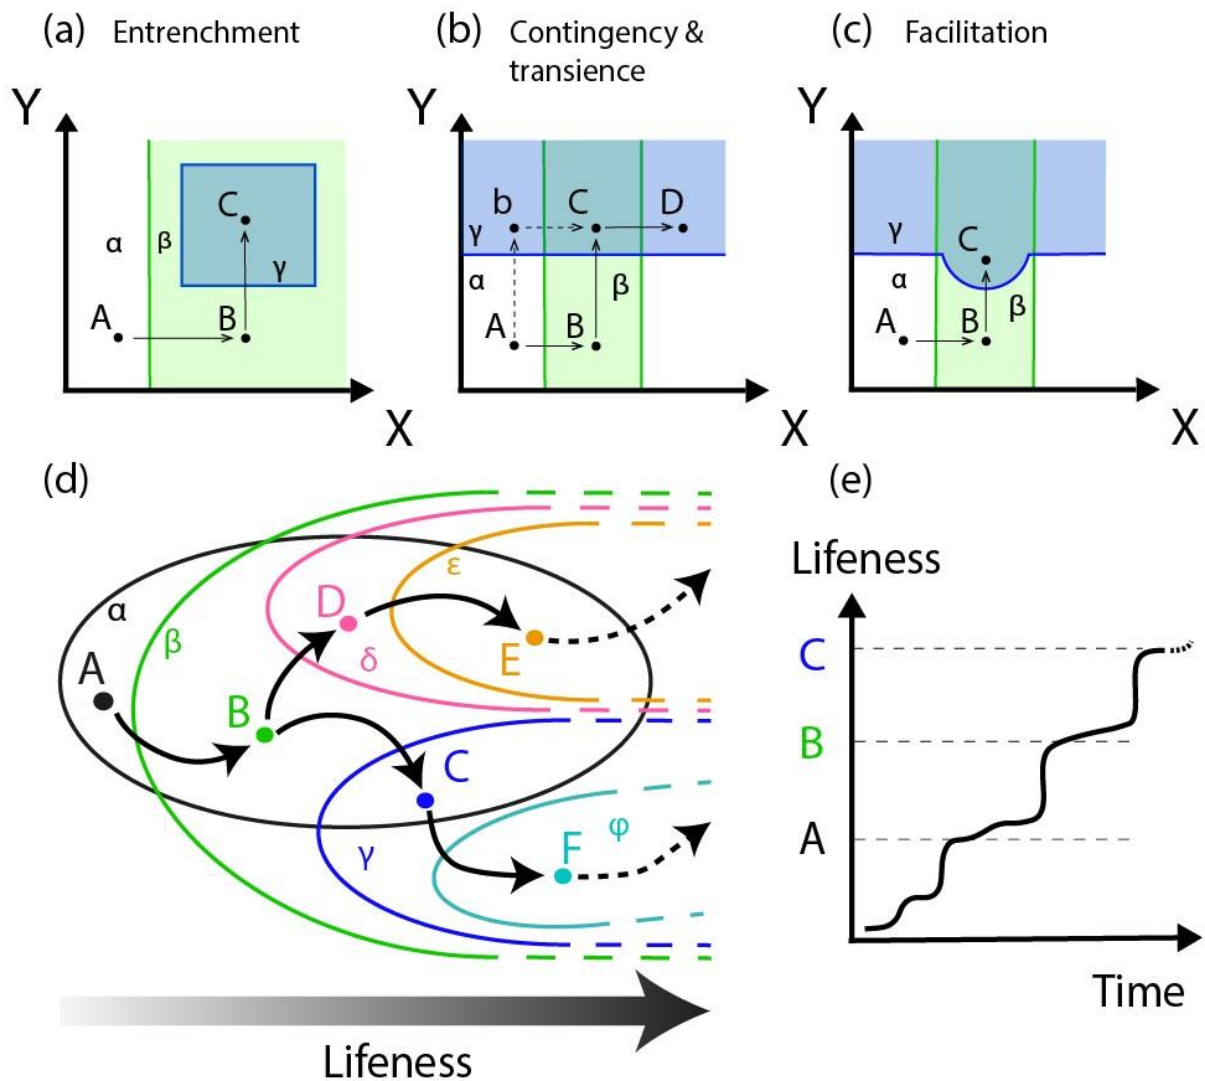 (a) Entrenchment
Y
α
β
C
γ
A
B
X
(b) Contingency &
transience
Y
b
C
D
γ
α
β
A
B
X
(c) Facilitation
Y
γ
C
α
β
A
B
X
(d)
α
β
A
B
D
δ
ε
E
C
γ
F
φ
Lifeness
(e)
Lifeness
C
B
A
Time